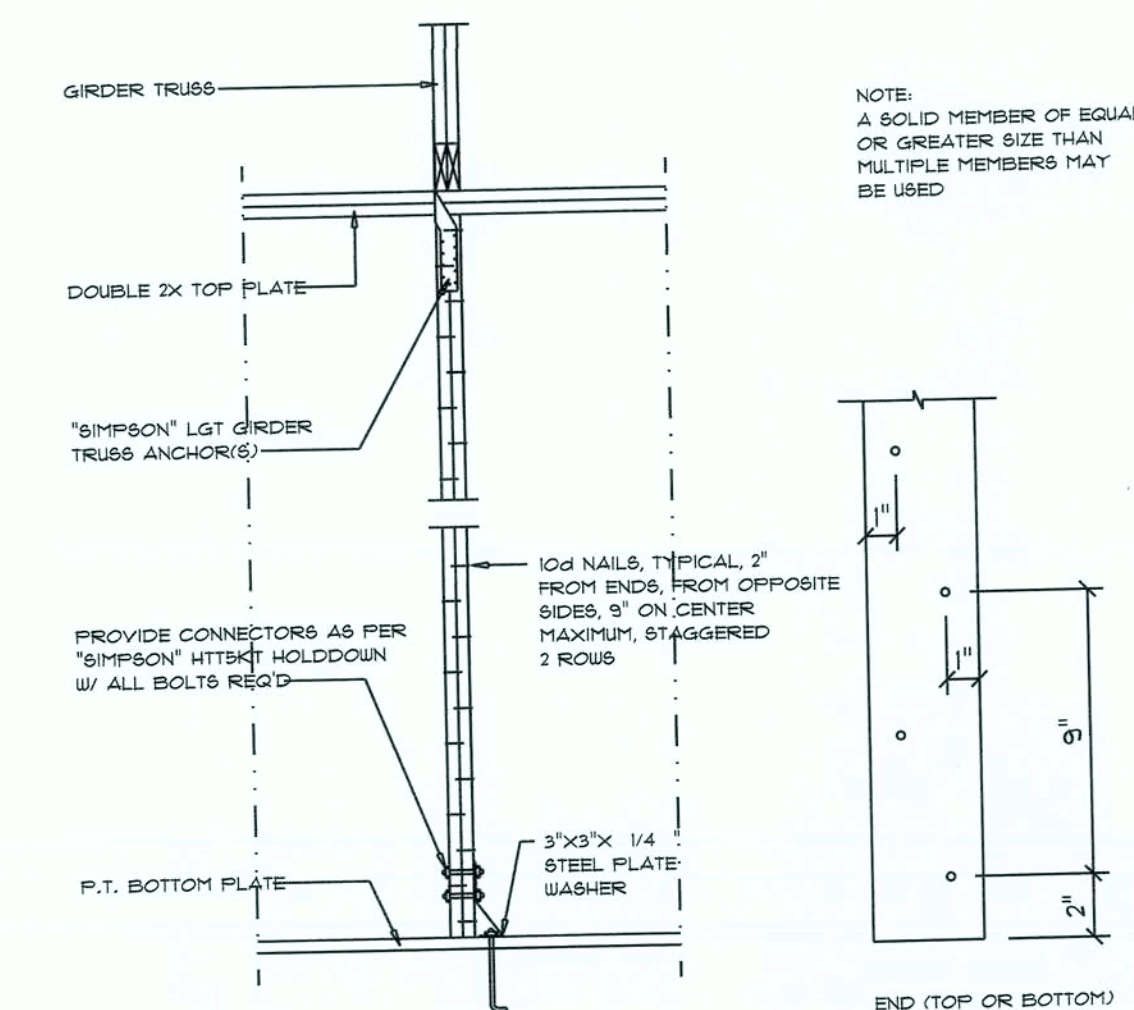 GIRDER TRUSS
NOTE:
A SOLID MEMBER OF EQUAL
OR GREATER SIZE THAN
MULTIPLE MEMBERS MAY
BE USED
DOUBLE 2X TOP PLATE
"SIMPSON" LGT GIRDER
TRUSS ANCHOR(S)
10d NAILS, TYPICAL, 2"
FROM ENDS, FROM OPPOSITE
SIDES, 9" ON CENTER
MAXIMUM, STAGGERED
2 ROWS
PROVIDE CONNECTORS AS PER
"SIMPSON" HTT5KT HOLDDOWN
W/ ALL BOLTS REQ'D
3"X3"X 1/4 "
STEEL PLATE
WASHER
P.T. BOTTOM PLATE
1"
1"
9"
2"
END (TOP OR BOTTOM)